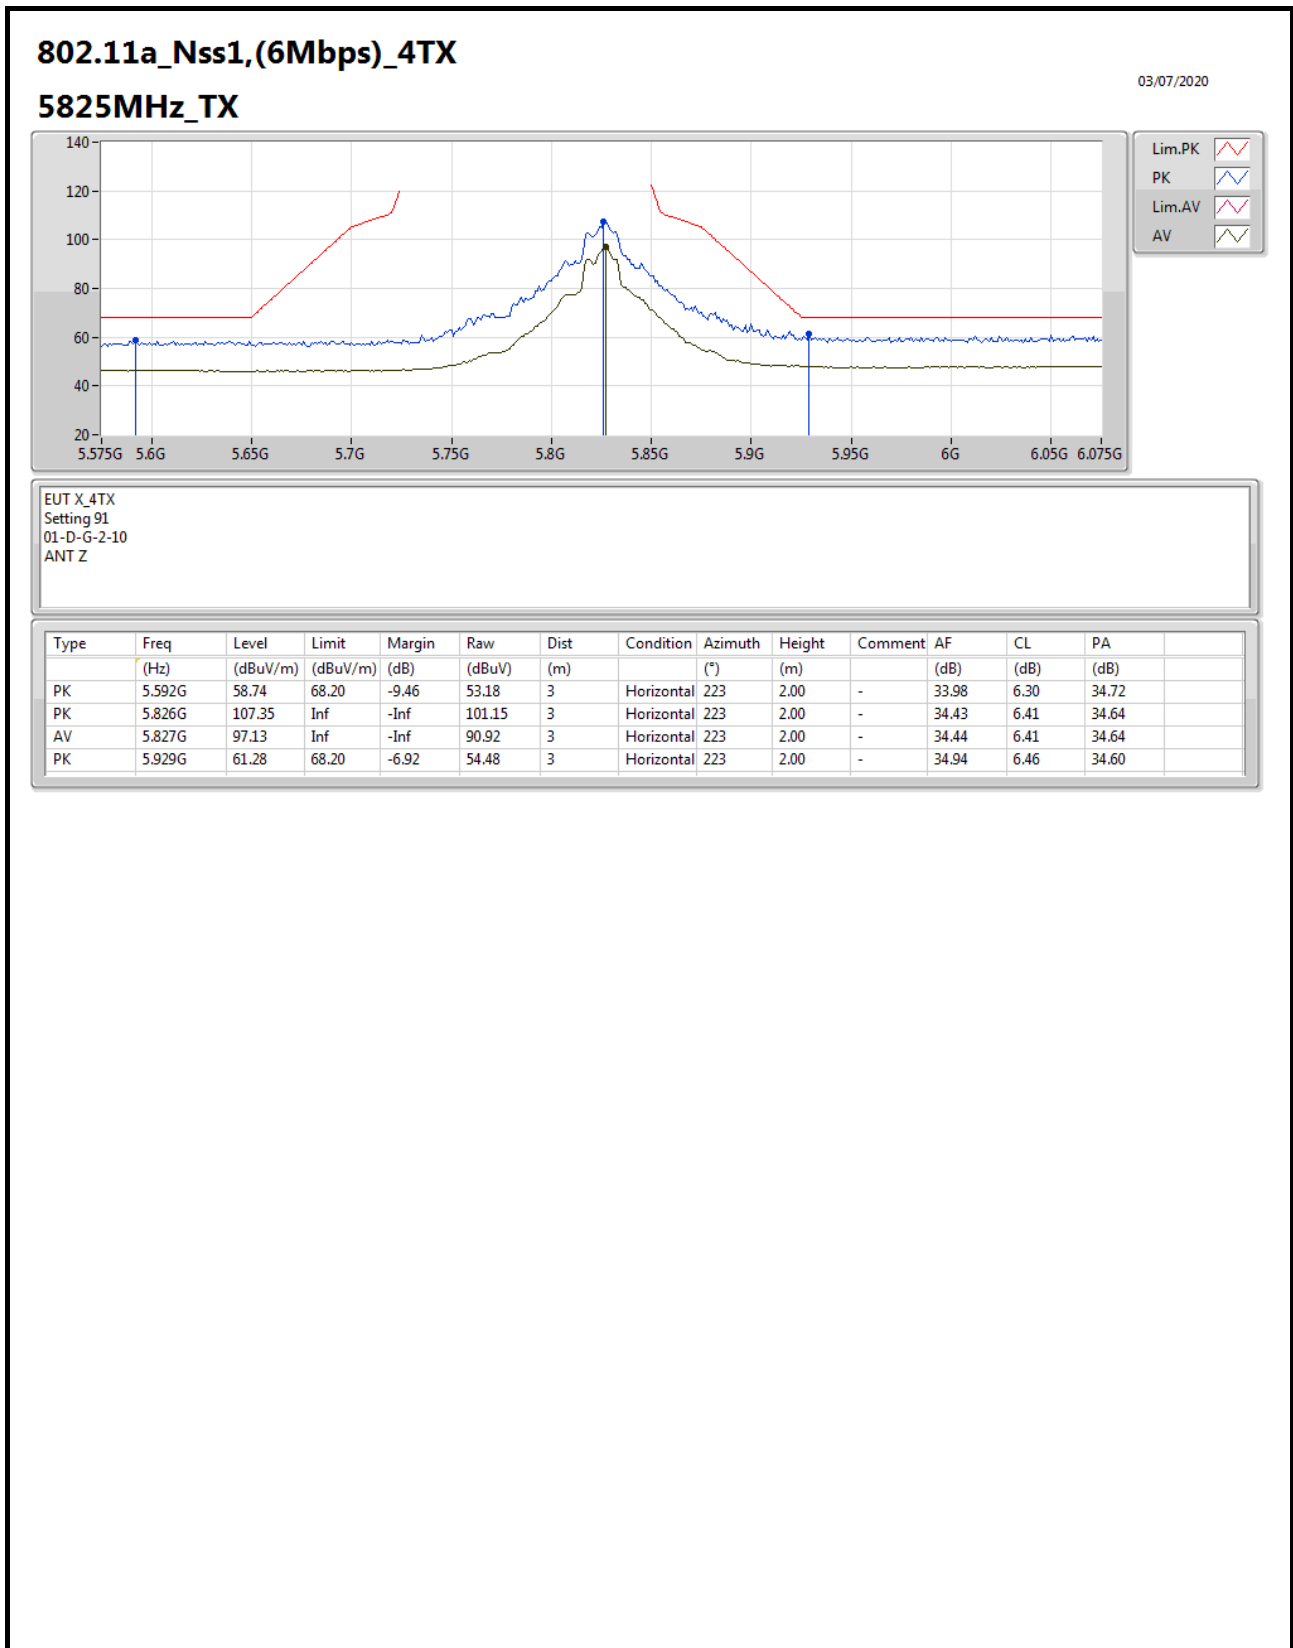 802.11a_Nss1,(6Mbps)_4TX
03/07/2020
5825MHz_TX
140
120
100
80
60
40
20
5.575G 5.6G 5.65G 5.7G 5.75G 5.8G 5.85G 5.9G 5.95G 6G 6.05G 6.075G
Lim.PK
PK
Lim.AV
AV
EUT X_4TX
Setting 91
01-D-G-2-10
ANT Z
Type Freq Level Limit Margin Raw Dist Condition Azimuth Height Comment AF CL PA
(Hz) (dBuV/m) (dBuV/m) (dB) (dBuV) (m) (°) (m) (dB) (dB) (dB)
PK 5.592G 58.74 68.20 -9.46 53.18 3 Horizontal 223 2.00 - 33.98 6.30 34.72
PK 5.826G 107.35 Inf -Inf 101.15 3 Horizontal 223 2.00 - 34.43 6.41 34.64
AV 5.827G 97.13 Inf -Inf 90.92 3 Horizontal 223 2.00 - 34.44 6.41 34.64
PK 5.929G 61.28 68.20 -6.92 54.48 3 Horizontal 223 2.00 - 34.94 6.46 34.60